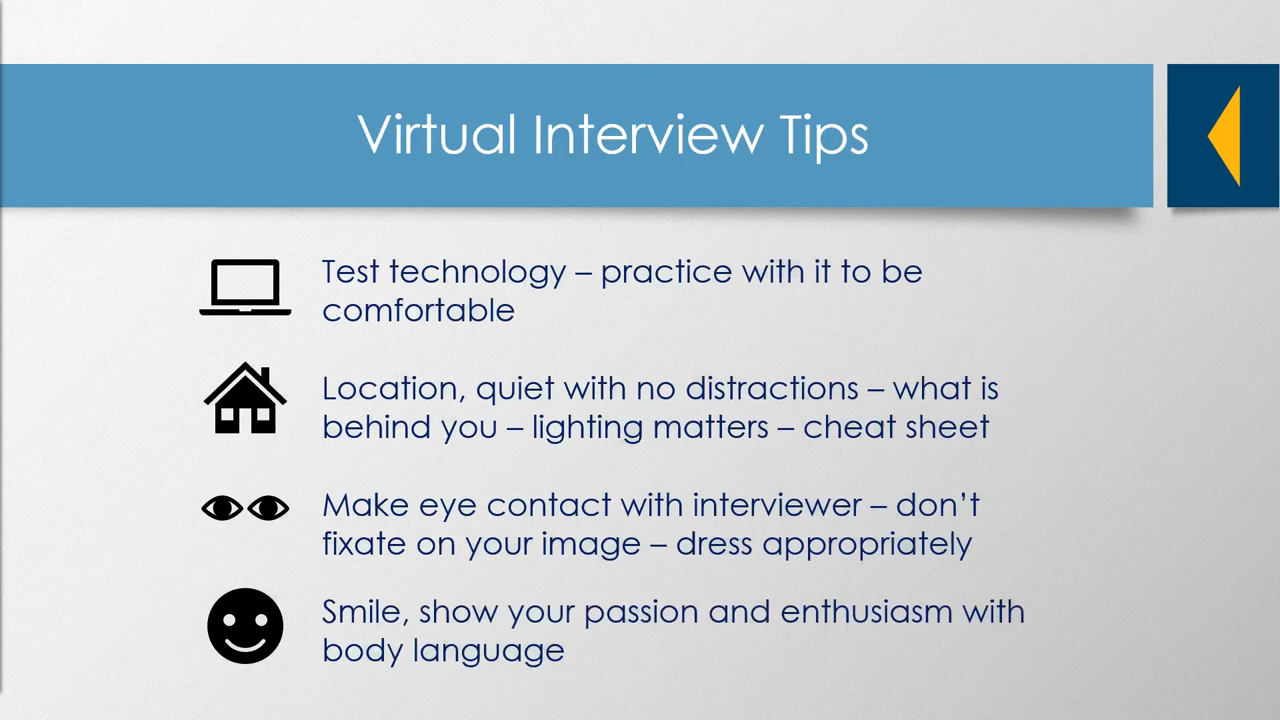 Virtual Interview Tips
Test technology – practice with it to be
comfortable
Location, quiet with no distractions – what is
behind you – lighting matters – cheat sheet
Make eye contact with interviewer – don’t
fixate on your image – dress appropriately
Smile, show your passion and enthusiasm with
body language